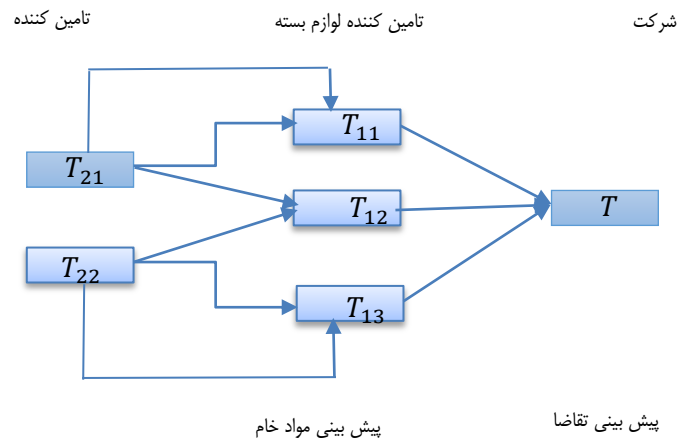 شرکت
تامین کننده لوازم بسته
تامین کننده
T11
T21
T12
T
T22
T13
پیش بینی تقاضا
پیش بینی مواد خام